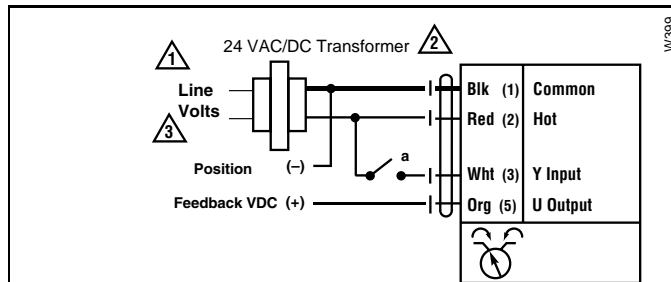 W399
24 VAC/DC Transformer
2
1
Line
Volts
3
Blk (1) Common
Red (2) Hot
a
Position (–)
Wht (3) Y Input
Feedback VDC (+)
Org (5) U Output